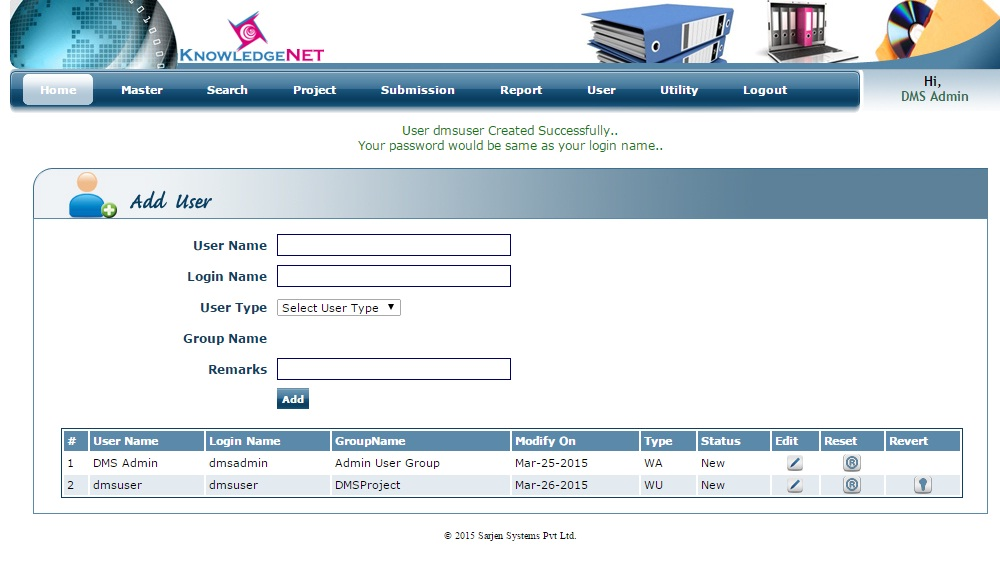 KNOWLEDGENET
Home Master Search Project Submission Report User Utility Logout
Hi,
DMS Admin
User dmsuser Created Successfully..
Your password would be same as your login name..
Add User
User Name
Login Name
User Type Select User Type
Group Name
Remarks
Add
# User Name Login Name GroupName Modify On Type Status Edit Reset Revert
1 DMS Admin dmsadmin Admin User Group Mar-25-2015 WA New
2 dmsuser dmsuser DMSProject Mar-26-2015 WU New
© 2015 Sarjen Systems Pvt Ltd.